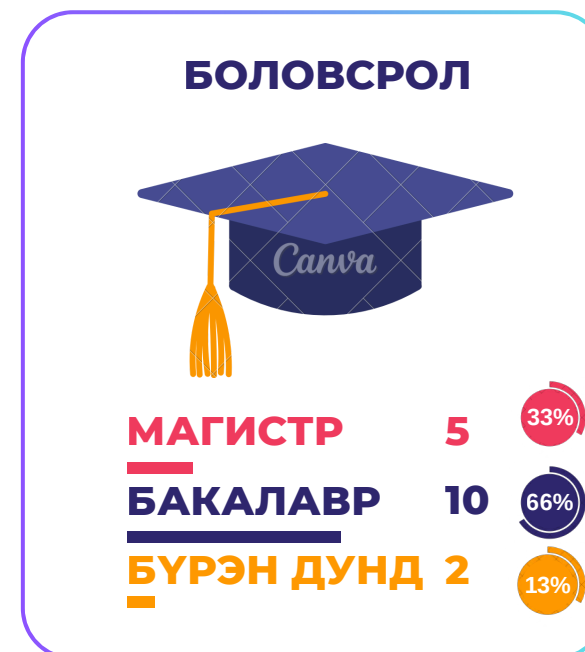 БОЛОВСРОЛ
Canva
МАГИСТР 5 33%
БАКАЛАВР 10 66%
БҮРЭН ДУНД 2 13%